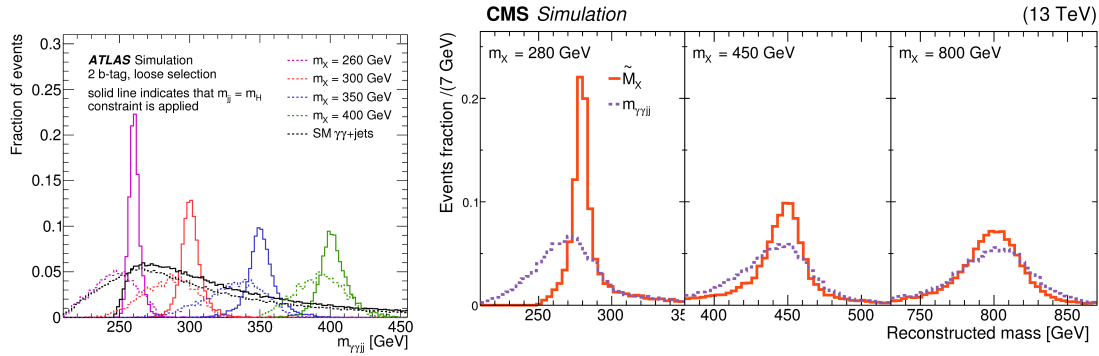 ATLAS Simulation
2 b-tag, loose selection
solid line indicates that m_jj = m_H
constraint is applied
m_X = 260 GeV
m_X = 300 GeV
m_X = 350 GeV
m_X = 400 GeV
SM γγ+jets
Fraction of events
0.3
0.25
0.2
0.15
0.1
0.05
0
250 300 350 400 450
m_γγjj [GeV]
CMS Simulation (13 TeV)
m_X = 280 GeV
M̃_X
m_γγjj
m_X = 450 GeV
m_X = 800 GeV
Events fraction /(7 GeV)
0.2
0.1
0
250 300 35
400 450 500
750 800 850
Reconstructed mass [GeV]